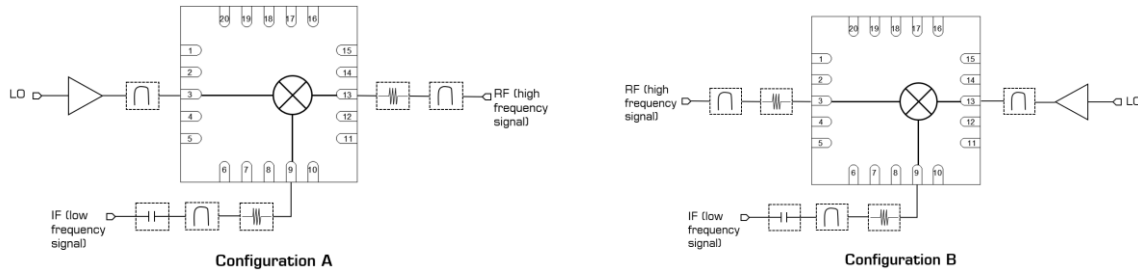 20 19 18 17 16
1 15
2 14
LO 3 13 RF (high
frequency
signal)
4 12
5 11
6 7 8 9 10
IF (low
frequency
signal)
Configuration A
20 19 18 17 16
1 15
2 14
RF (high
frequency
signal) 3 13 LO
4 12
5 11
6 7 8 9 10
IF (low
frequency
signal)
Configuration B